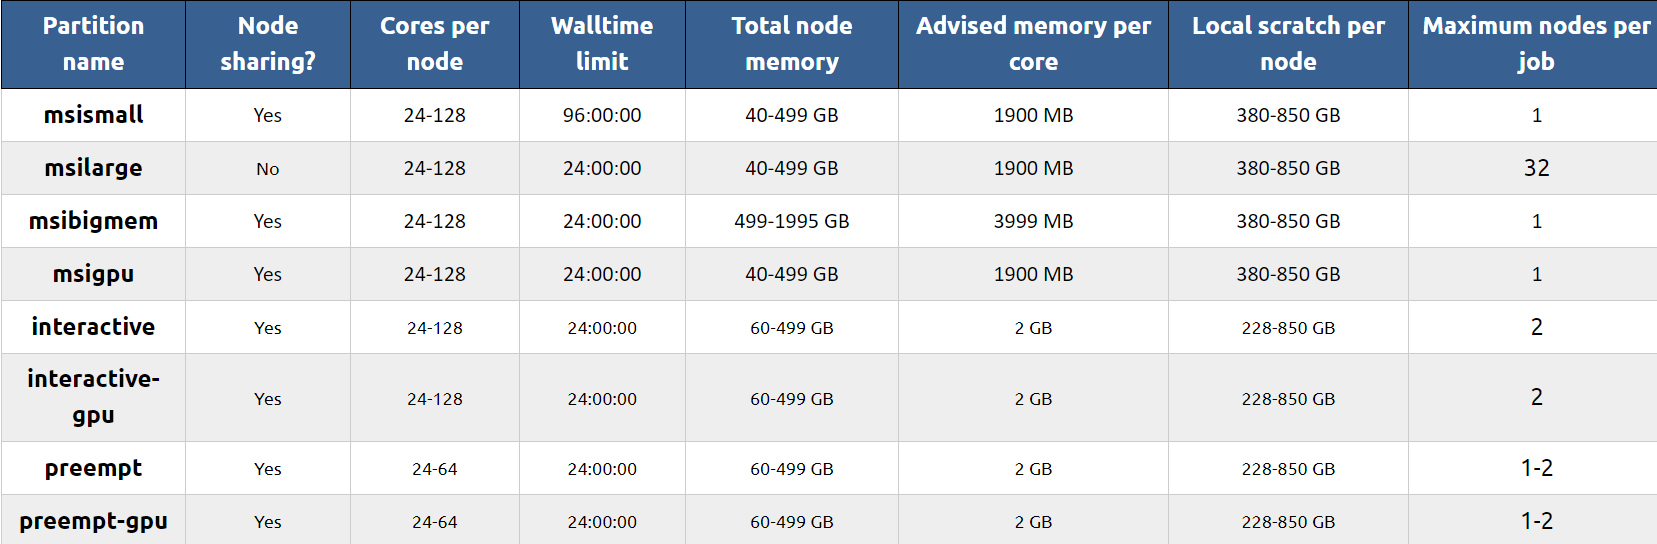 Partition name | Node sharing? | Cores per node | Walltime limit | Total node memory | Advised memory per core | Local scratch per node | Maximum nodes per job
msismall | Yes | 24-128 | 96:00:00 | 40-499 GB | 1900 MB | 380-850 GB | 1
msilarge | No | 24-128 | 24:00:00 | 40-499 GB | 1900 MB | 380-850 GB | 32
msibigmem | Yes | 24-128 | 24:00:00 | 499-1995 GB | 3999 MB | 380-850 GB | 1
msigpu | Yes | 24-128 | 24:00:00 | 40-499 GB | 1900 MB | 380-850 GB | 1
interactive | Yes | 24-128 | 24:00:00 | 60-499 GB | 2 GB | 228-850 GB | 2
interactive-gpu | Yes | 24-128 | 24:00:00 | 60-499 GB | 2 GB | 228-850 GB | 2
preempt | Yes | 24-64 | 24:00:00 | 60-499 GB | 2 GB | 228-850 GB | 1-2
preempt-gpu | Yes | 24-64 | 24:00:00 | 60-499 GB | 2 GB | 228-850 GB | 1-2